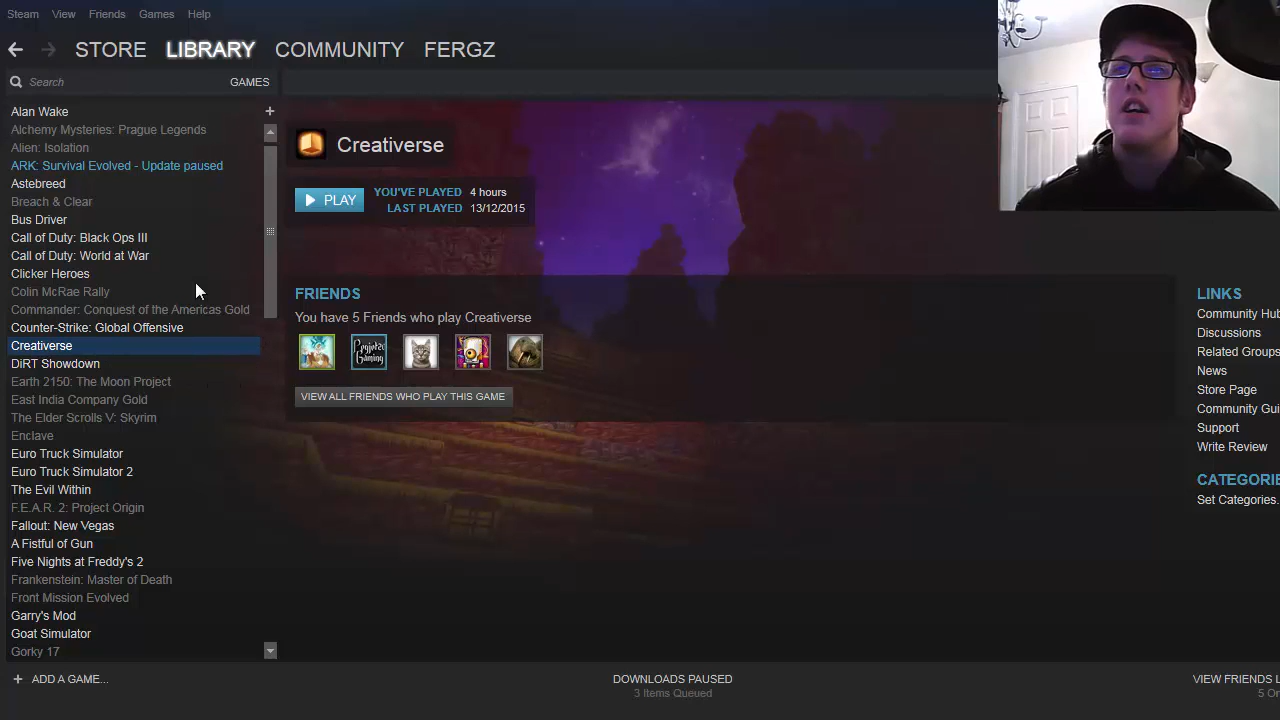 Steam View Friends Games Help
STORE LIBRARY COMMUNITY FERGZ
Search GAMES
Alan Wake
Alchemy Mysteries: Prague Legends
Alien: Isolation
ARK: Survival Evolved - Update paused
Astebreed
Breach & Clear
Bus Driver
Call of Duty: Black Ops III
Call of Duty: World at War
Clicker Heroes
Colin McRae Rally
Commander: Conquest of the Americas Gold
Counter-Strike: Global Offensive
Creativerse
DiRT Showdown
Earth 2150: The Moon Project
East India Company Gold
The Elder Scrolls V: Skyrim
Enclave
Euro Truck Simulator
Euro Truck Simulator 2
The Evil Within
F.E.A.R. 2: Project Origin
Fallout: New Vegas
A Fistful of Gun
Five Nights at Freddy's 2
Frankenstein: Master of Death
Front Mission Evolved
Garry's Mod
Goat Simulator
Gorky 17
Creativerse
PLAY
YOU'VE PLAYED 4 hours
LAST PLAYED 13/12/2015
FRIENDS
You have 5 Friends who play Creativerse
VIEW ALL FRIENDS WHO PLAY THIS GAME
LINKS
Community Hu
Discussions
Related Groups
News
Store Page
Community Gui
Support
Write Review
CATEGORIE
Set Categories.
+ ADD A GAME...
DOWNLOADS PAUSED
3 Items Queued
VIEW FRIENDS L
5 On